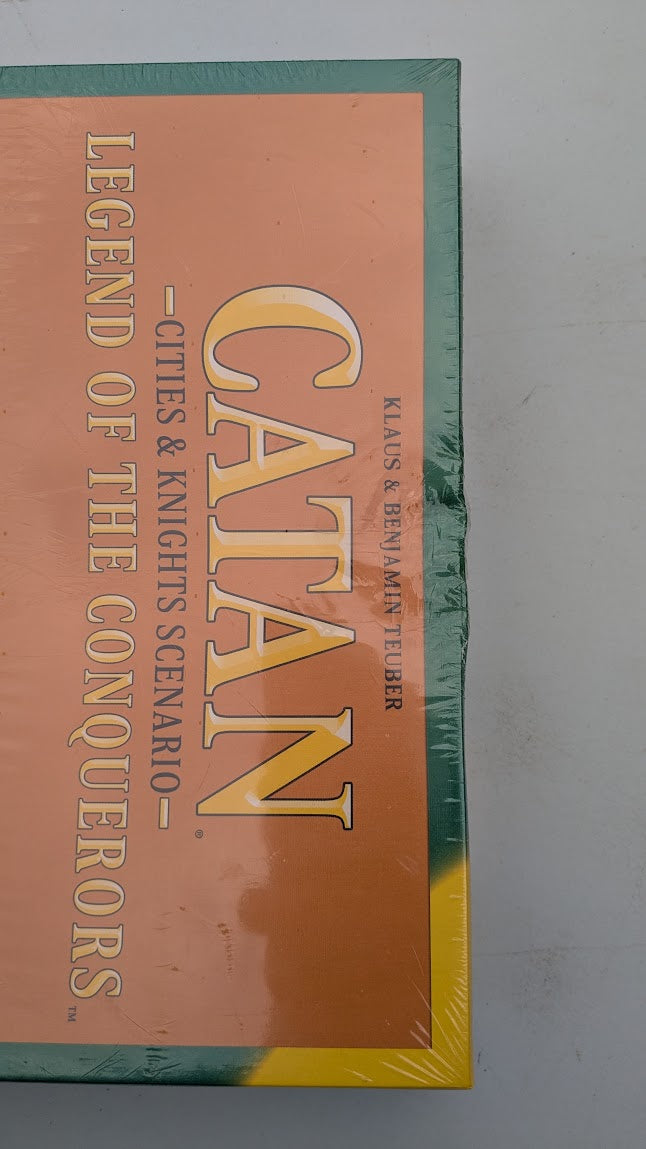 KLAUS & BENJAMIN TEUBER
CATAN®
–CITIES & KNIGHTS SCENARIO–
LEGEND OF THE CONQUERORS™